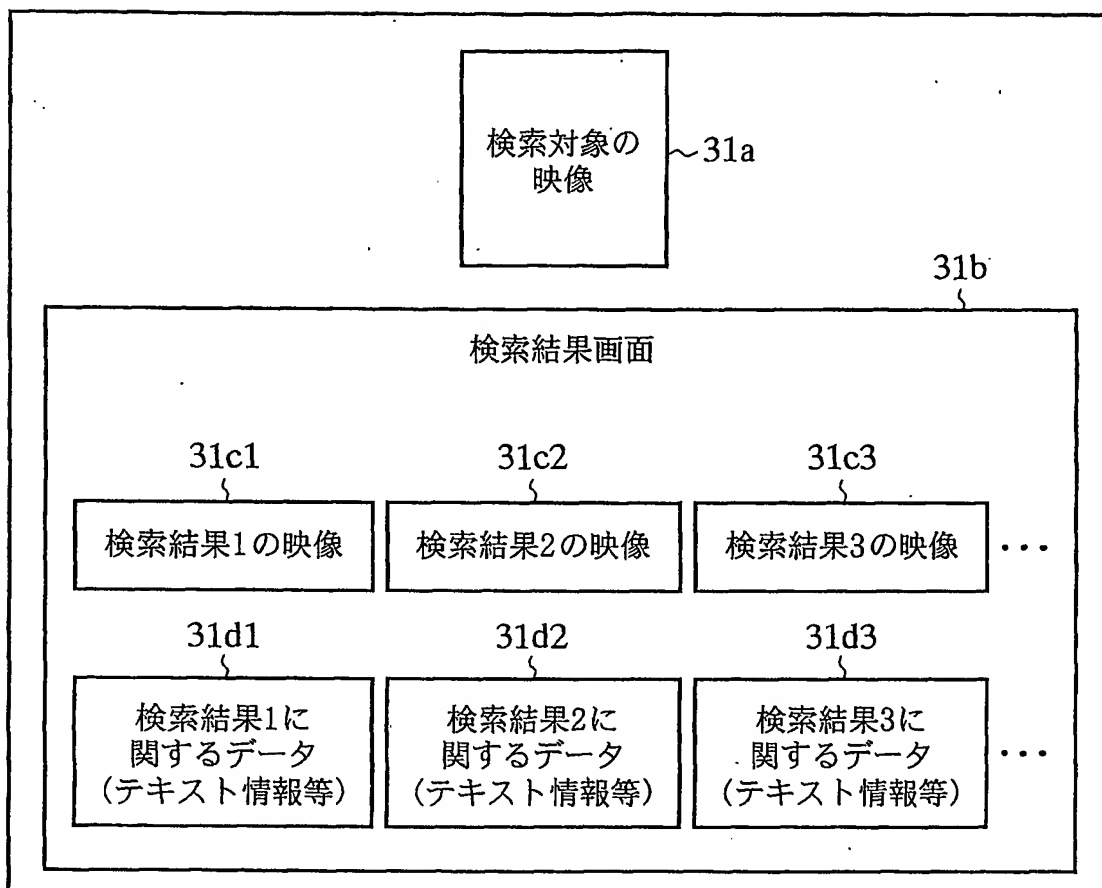 検索対象の
映像
31a
31b
検索結果画面
31c1
31c2
31c3
検索結果1の映像
検索結果2の映像
検索結果3の映像
・・・
31d1
31d2
31d3
検索結果1に
関するデータ
(テキスト情報等)
検索結果2に
関するデータ
(テキスト情報等)
検索結果3に
関するデータ
(テキスト情報等)
・・・